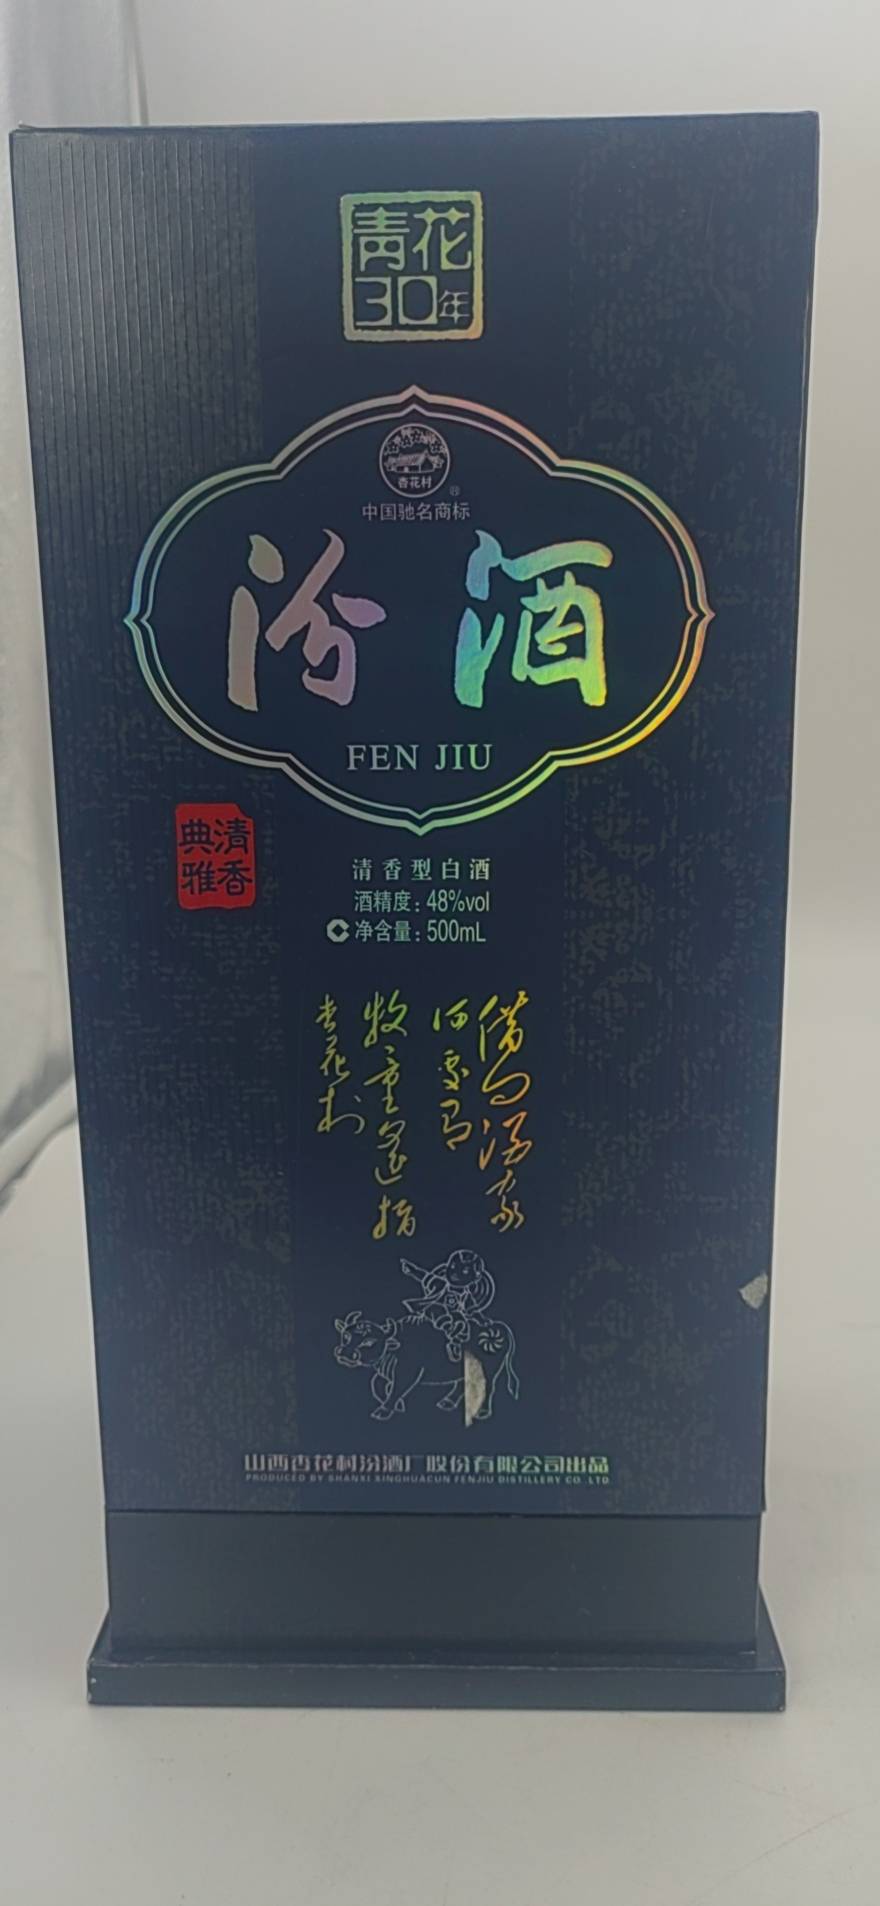 青花
30年
杏花村
®
中国驰名商标
汾酒
FEN JIU
清香
典雅
清香型白酒
酒精度：48%vol
净含量：500mL
借问酒家
何处有
牧童遥指
杏花村
山西杏花村汾酒厂股份有限公司出品
PRODUCED BY SHANXI XINGHUACUN FENJIU DISTILLERY CO. LTD.